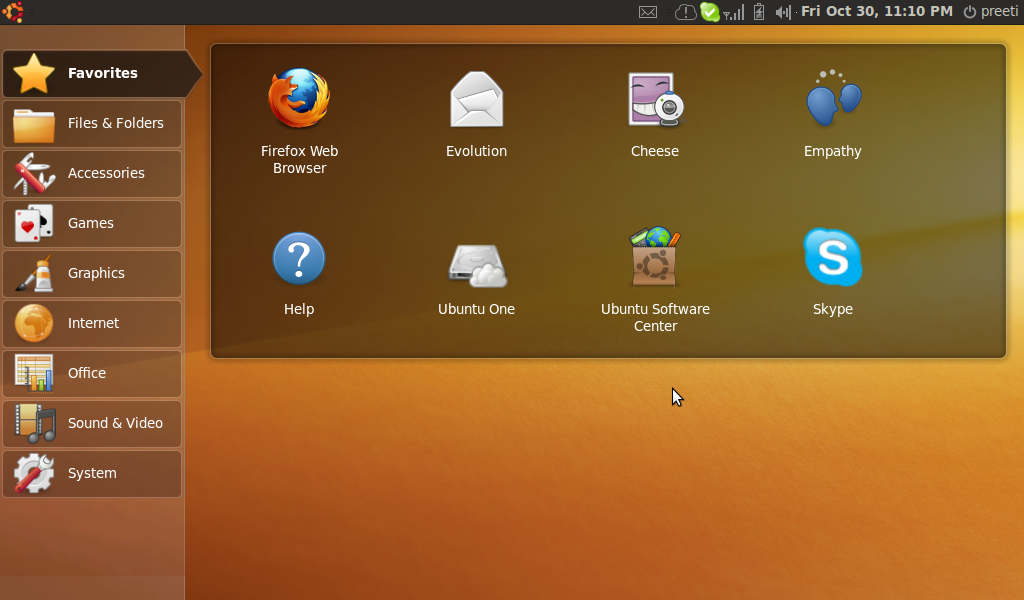 Fri Oct 30, 11:10 PM preeti
Favorites
Files & Folders
Accessories
Games
Graphics
Internet
Office
Sound & Video
System
Firefox Web
Browser
Evolution
Cheese
Empathy
Help
Ubuntu One
Ubuntu Software
Center
Skype